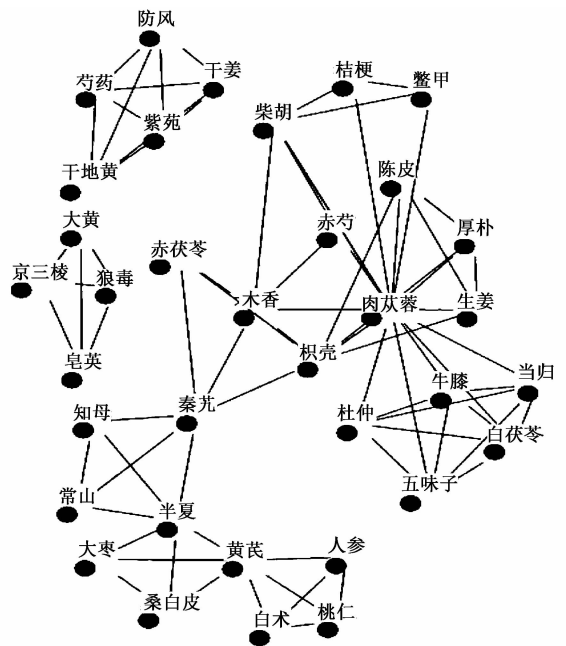 防风
干姜
芍药
紫苑
干地黄
桔梗
鳖甲
柴胡
陈皮
大黄
赤芍
厚朴
赤茯苓
京三棱
狼毒
木香
肉苁蓉
生姜
枳壳
皂英
当归
牛膝
知母
秦艽
杜仲
白茯苓
常山
五味子
半夏
大枣
黄芪
人参
桑白皮
白术
桃仁